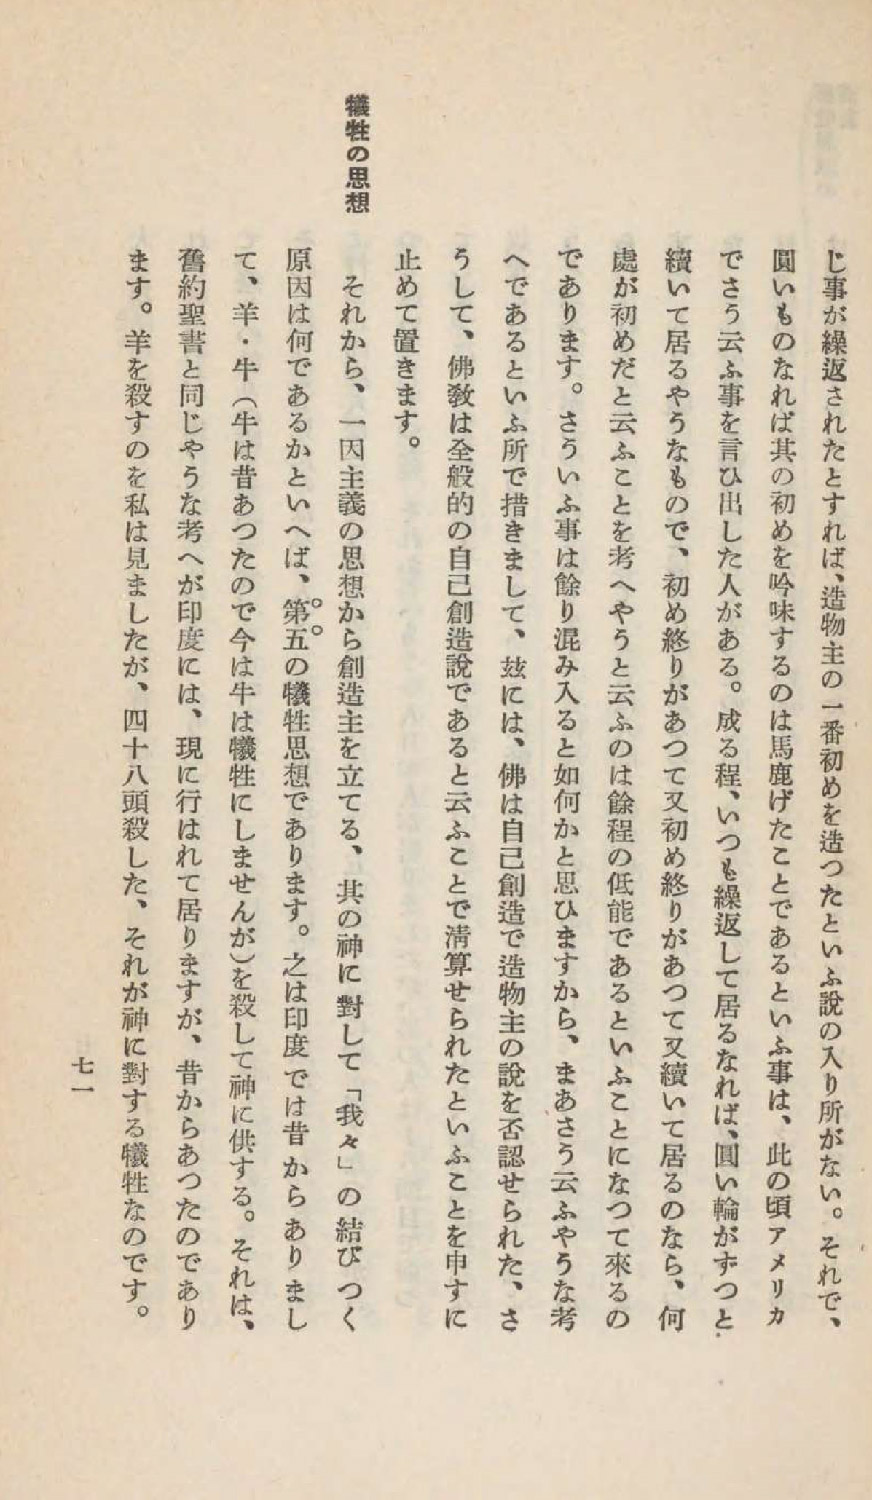 じ事が繰返されたとすれば、造物主の一番初めを造つたといふ說の入り所がない。それで、
圓いものなれば其の初めを吟味するのは馬鹿げたことであるといふ事は、此の頃アメリカ
でさう云ふ事を言ひ出した人がある。成る程、いつも繰返して居るなれば、圓い輪がずつと
續いて居るやうなもので、初め終りがあつて又初め終りがあつて又續いて居るのなら、何
處が初めだと云ふことを考へやうと云ふのは餘程の低能であるといふことになつて來るの
であります。さういふ事は餘り混み入ると如何かと思ひますから、まあさう云ふやうな考
へであるといふ所で措きまして、玆には、佛は自己創造で造物主の說を否認せられた、さ
うして、佛敎は全般的の自己創造說であると云ふことで淸算せられたといふことを申すに
止めて置きます。
犧牲の思想
それから、一因主義の思想から創造主を立てる、其の神に對して「我々」の結びつく
原因は何であるかといへば、第五の犧牲思想であります。之は印度では昔からありまし
て、羊・牛（牛は昔あつたので今は牛は犧牲にしませんが）を殺して神に供する。それは、
舊約聖書と同じやうな考へが印度には、現に行はれて居りますが、昔からあつたのであり
ます。羊を殺すのを私は見ましたが、四十八頭殺した、それが神に對する犧牲なのです。
七一